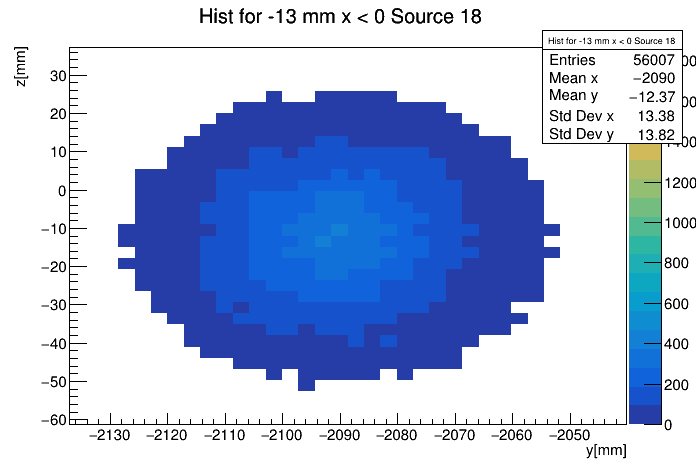 Hist for -13 mm x < 0 Source 18
Hist for -13 mm x < 0 Source 18
Entries 56007
Mean x −2090
Mean y −12.37
Std Dev x 13.38
Std Dev y 13.82
z[mm]
30
20
10
0
−10
−20
−30
−40
−50
−60
−2130 −2120 −2110 −2100 −2090 −2080 −2070 −2060 −2050
y[mm]
1200
1000
800
600
400
200
0